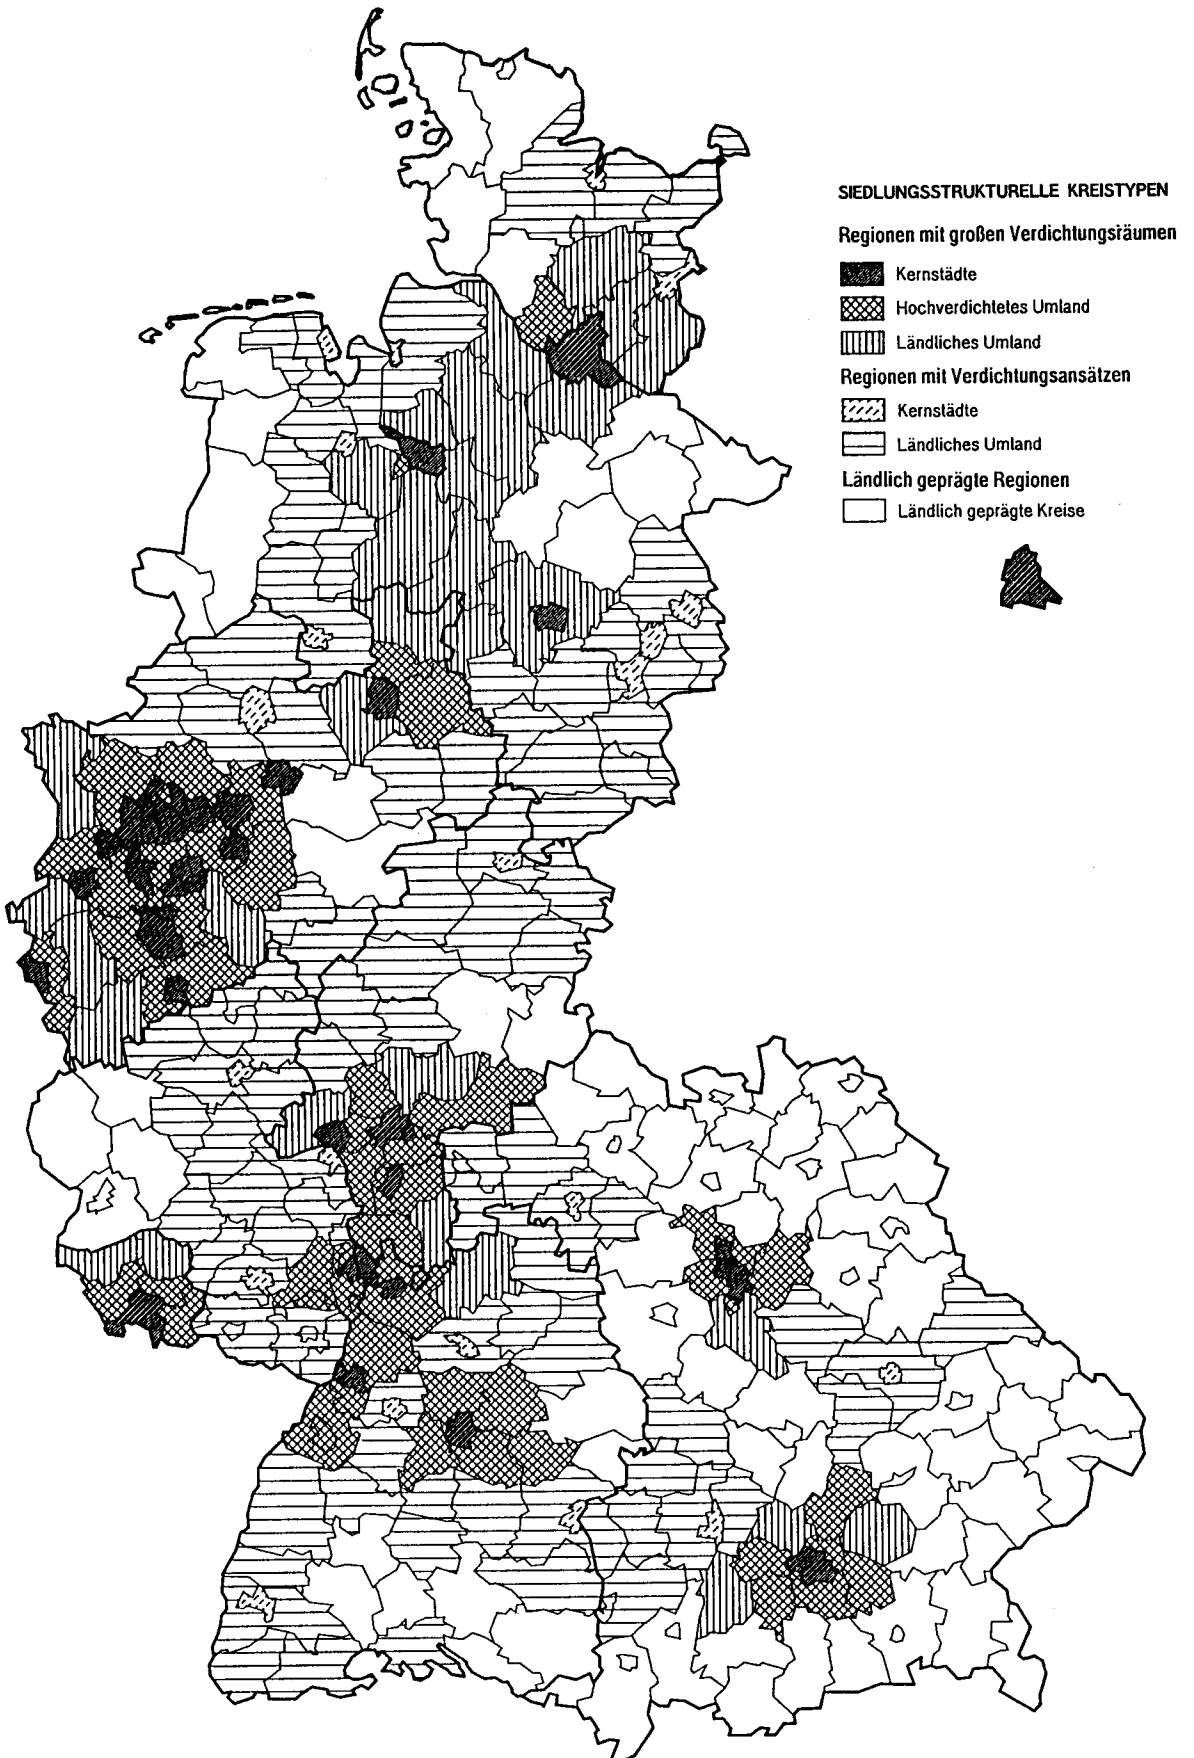 SIEDLUNGSSTRUKTURELLE KREISTYPEN
Regionen mit großen Verdichtungsräumen
Kernstädte
Hochverdichtetes Umland
Ländliches Umland
Regionen mit Verdichtungsansätzen
Kernstädte
Ländliches Umland
Ländlich geprägte Regionen
Ländlich geprägte Kreise